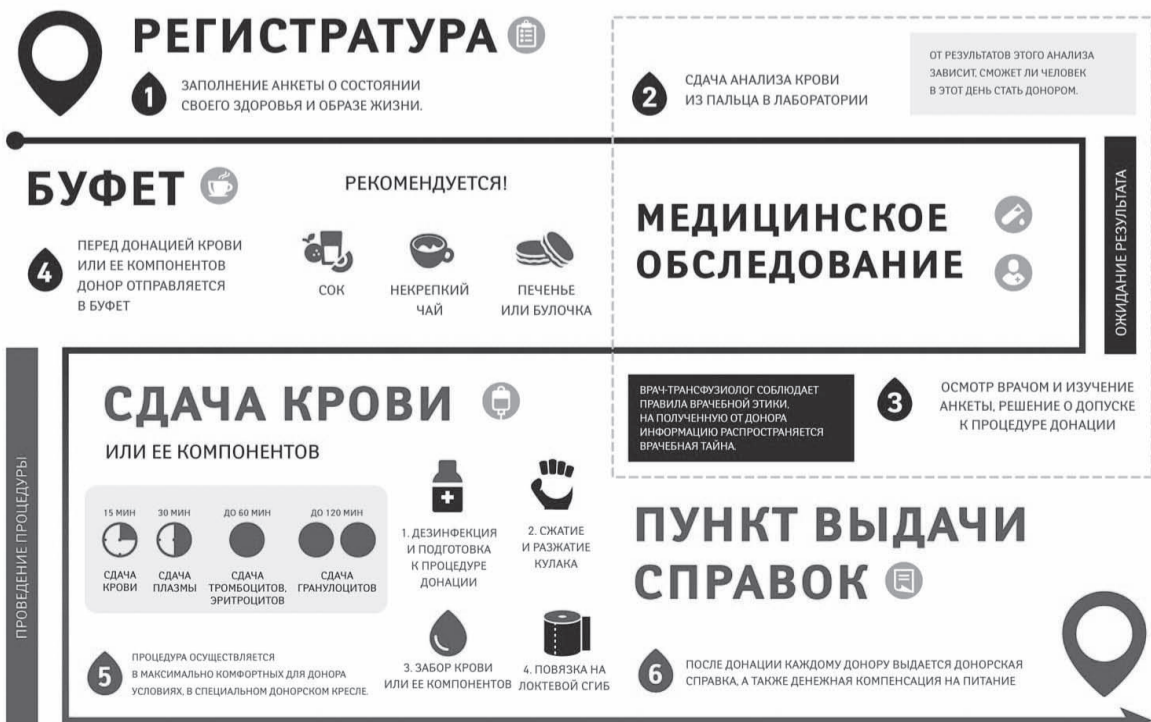 РЕГИСТРАТУРА
1
ЗАПОЛНЕНИЕ АНКЕТЫ О СОСТОЯНИИ
СВОЕГО ЗДОРОВЬЯ И ОБРАЗЕ ЖИЗНИ.
2
СДАЧА АНАЛИЗА КРОВИ
ИЗ ПАЛЬЦА В ЛАБОРАТОРИИ
ОТ РЕЗУЛЬТАТОВ ЭТОГО АНАЛИЗА
ЗАВИСИТ, СМОЖЕТ ЛИ ЧЕЛОВЕК
В ЭТОТ ДЕНЬ СТАТЬ ДОНОРОМ.
МЕДИЦИНСКОЕ
ОБСЛЕДОВАНИЕ
ОЖИДАНИЕ РЕЗУЛЬТАТА
ВРАЧ-ТРАНСФУЗИОЛОГ СОБЛЮДАЕТ
ПРАВИЛА ВРАЧЕБНОЙ ЭТИКИ,
НА ПОЛУЧЕННУЮ ОТ ДОНОРА
ИНФОРМАЦИЮ РАСПРОСТРАНЯЕТСЯ
ВРАЧЕБНАЯ ТАЙНА.
3
ОСМОТР ВРАЧОМ И ИЗУЧЕНИЕ
АНКЕТЫ, РЕШЕНИЕ О ДОПУСКЕ
К ПРОЦЕДУРЕ ДОНАЦИИ
БУФЕТ
РЕКОМЕНДУЕТСЯ!
4
ПЕРЕД ДОНАЦИЕЙ КРОВИ
ИЛИ ЕЕ КОМПОНЕНТОВ
ДОНОР ОТПРАВЛЯЕТСЯ
В БУФЕТ
СОК
НЕКРЕПКИЙ
ЧАЙ
ПЕЧЕНЬЕ
ИЛИ БУЛОЧКА
ПРОВЕДЕНИЕ ПРОЦЕДУРЫ
СДАЧА КРОВИ
ИЛИ ЕЕ КОМПОНЕНТОВ
15 МИН
СДАЧА
КРОВИ
30 МИН
СДАЧА
ПЛАЗМЫ
ДО 60 МИН
СДАЧА
ТРОМБОЦИТОВ,
ЭРИТРОЦИТОВ
ДО 120 МИН
СДАЧА
ГРАНУЛОЦИТОВ
1. ДЕЗИНФЕКЦИЯ
И ПОДГОТОВКА
К ПРОЦЕДУРЕ
ДОНАЦИИ
2. СЖАТИЕ
И РАЗЖАТИЕ
КУЛАКА
3. ЗАБОР КРОВИ
ИЛИ ЕЕ КОМПОНЕНТОВ
4. ПОВЯЗКА НА
ЛОКТЕВОЙ СГИБ
5
ПРОЦЕДУРА ОСУЩЕСТВЛЯЕТСЯ
В МАКСИМАЛЬНО КОМФОРТНЫХ ДЛЯ ДОНОРА
УСЛОВИЯХ, В СПЕЦИАЛЬНОМ ДОНОРСКОМ КРЕСЛЕ.
ПУНКТ ВЫДАЧИ
СПРАВОК
6
ПОСЛЕ ДОНАЦИИ КАЖДОМУ ДОНОРУ ВЫДАЕТСЯ ДОНОРСКАЯ
СПРАВКА, А ТАКЖЕ ДЕНЕЖНАЯ КОМПЕНСАЦИЯ НА ПИТАНИЕ